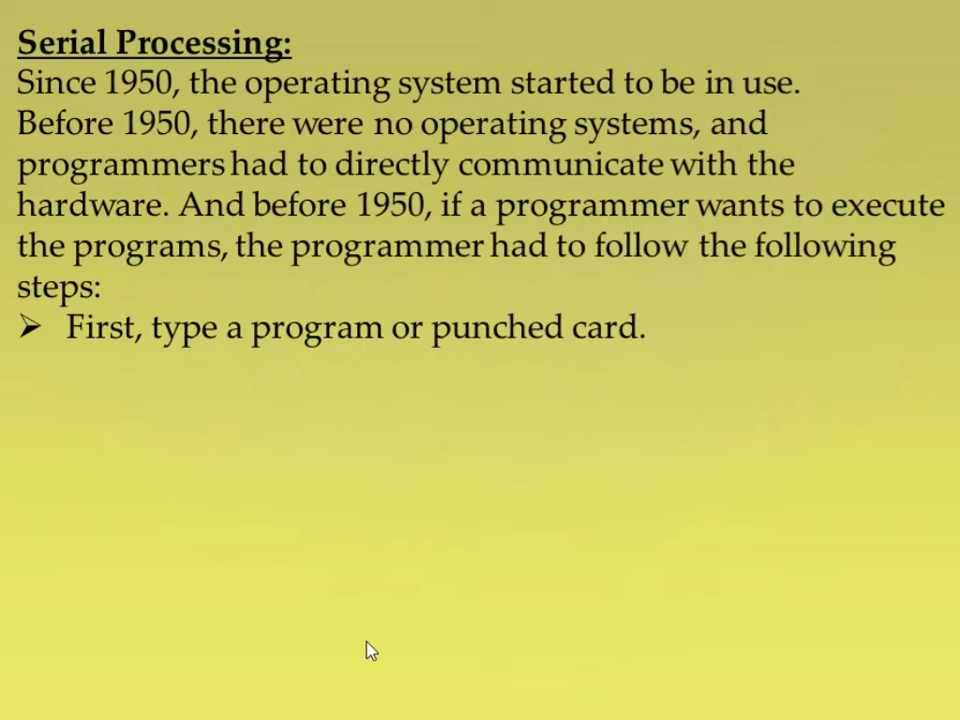 Serial Processing:
Since 1950, the operating system started to be in use.
Before 1950, there were no operating systems, and
programmers had to directly communicate with the
hardware. And before 1950, if a programmer wants to execute
the programs, the programmer had to follow the following
steps:
➢ First, type a program or punched card.